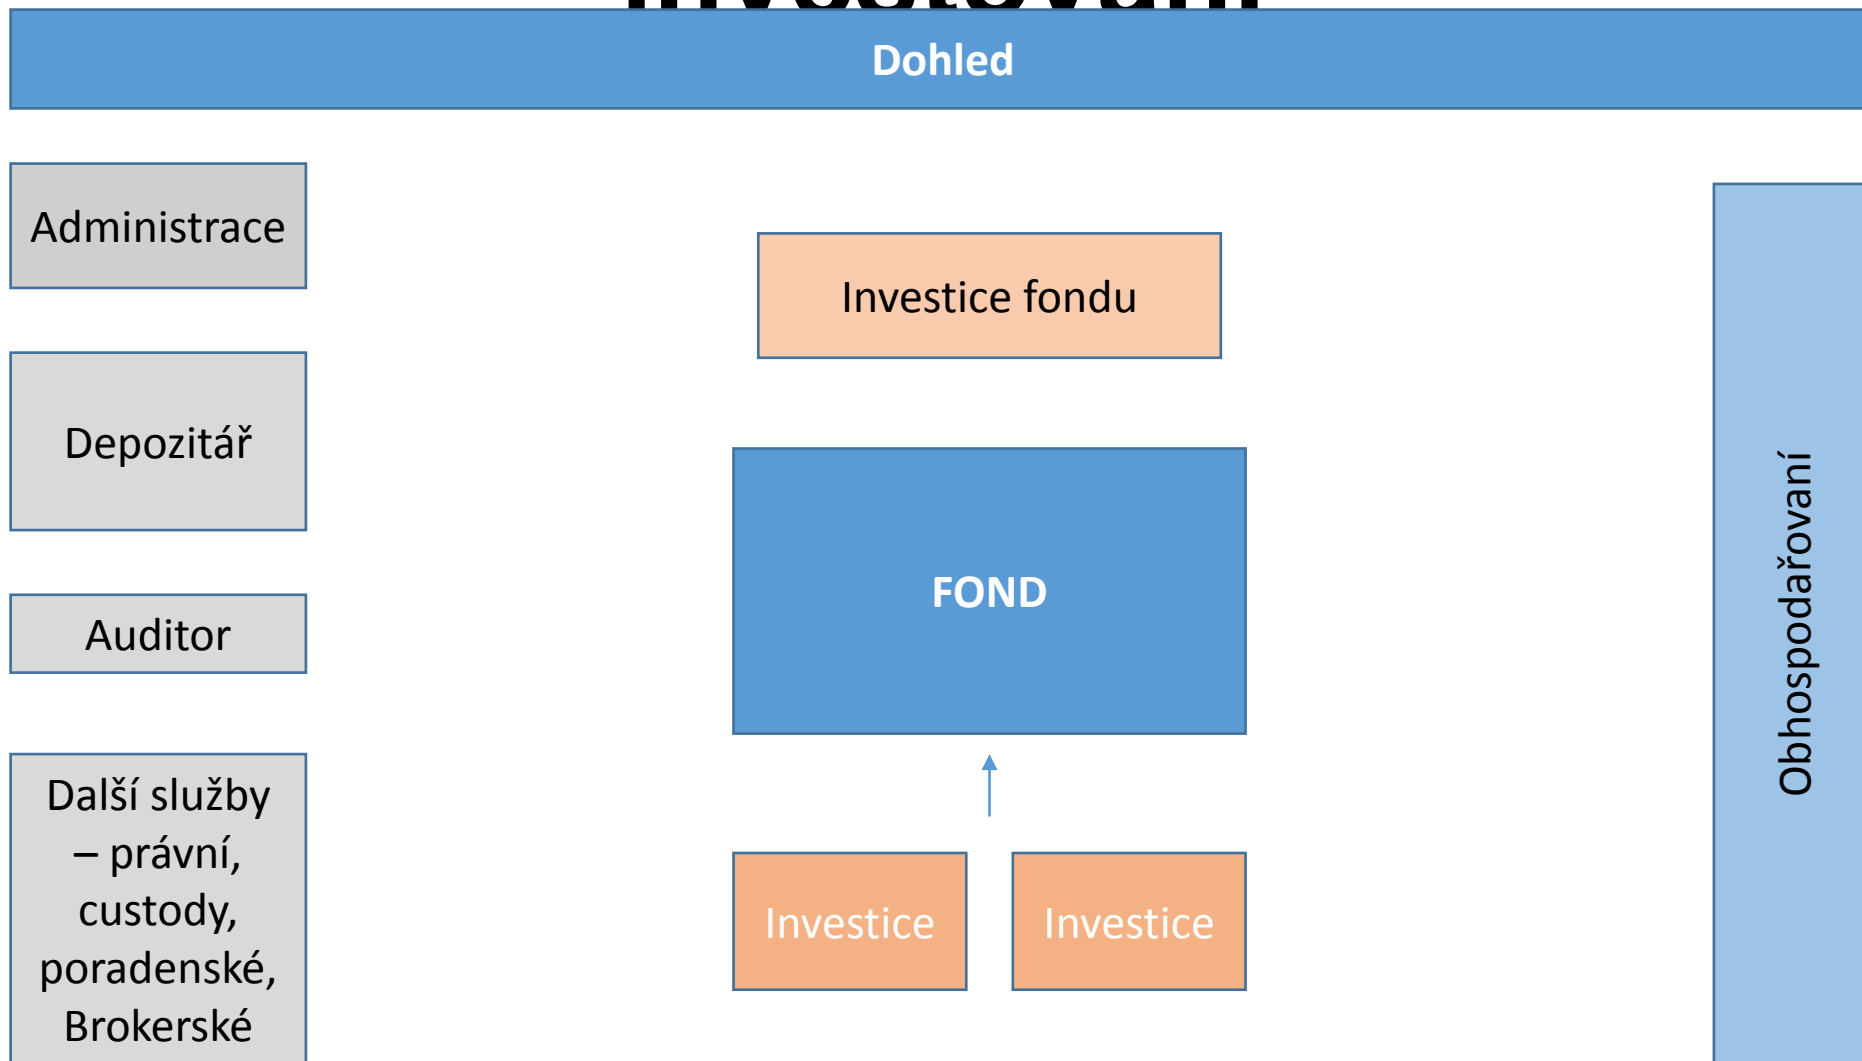 Dohled
Administrace
Investice fondu
Depozitář
FOND
Auditor
Obhospodařovaní
Další služby
– právní,
custody,
poradenské,
Brokerské
Investice
Investice